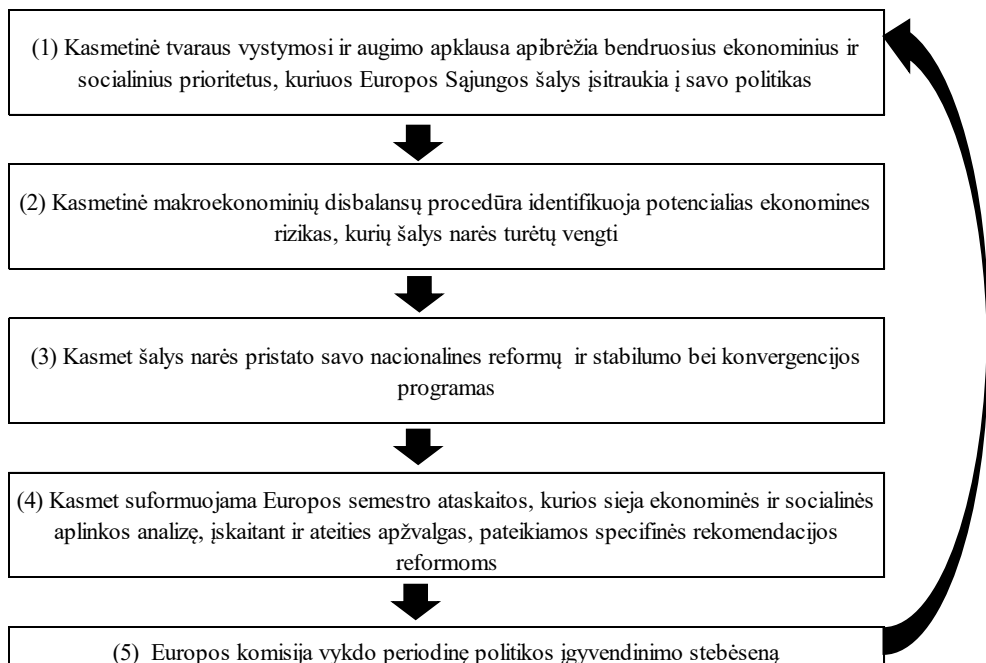 (1) Kasmetinė tvaraus vystymosi ir augimo apklausa apibrėžia bendruosius ekonominius ir
socialinius prioritetus, kuriuos Europos Sąjungos šalys įsitraukia į savo politikas
(2) Kasmetinė makroekonominių disbalansų procedūra identifikuoja potencialias ekonomines
rizikas, kurių šalys narės turėtų vengti
(3) Kasmet šalys narės pristato savo nacionalines reformų ir stabilumo bei konvergencijos
programas
(4) Kasmet suformuojama Europos semestro ataskaitos, kurios sieja ekonominės ir socialinės
aplinkos analizę, įskaitant ir ateities apžvalgas, pateikiamos specifinės rekomendacijos
reformoms
(5) Europos komisija vykdo periodinę politikos įgyvendinimo stebėseną